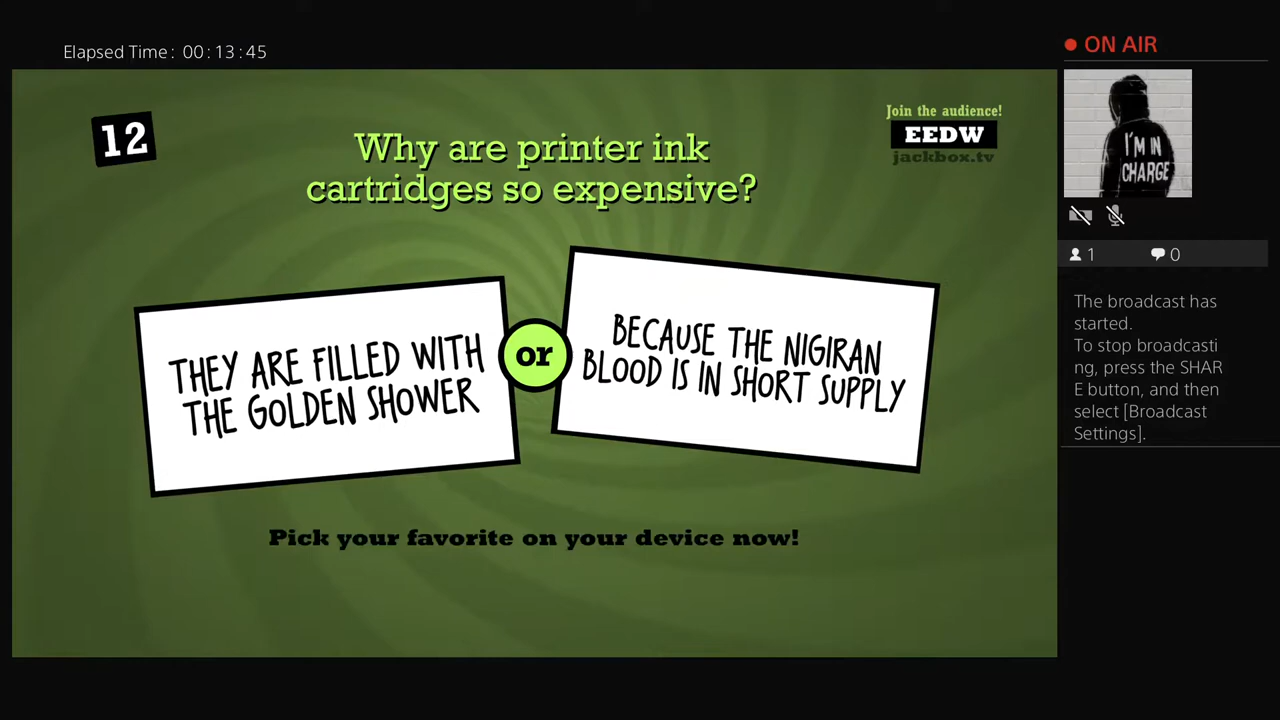 Elapsed Time: 00:13:45
ON AIR
12
Why are printer ink
cartridges so expensive?
Join the audience!
EEDW
jackbox.tv
I'M IN
CHARGE
1
0
THEY ARE FILLED WITH
THE GOLDEN SHOWER
or
BECAUSE THE NIGIRAN
BLOOD IS IN SHORT SUPPLY
Pick your favorite on your device now!
The broadcast has
started.
To stop broadcasti
ng, press the SHAR
E button, and then
select [Broadcast
Settings].